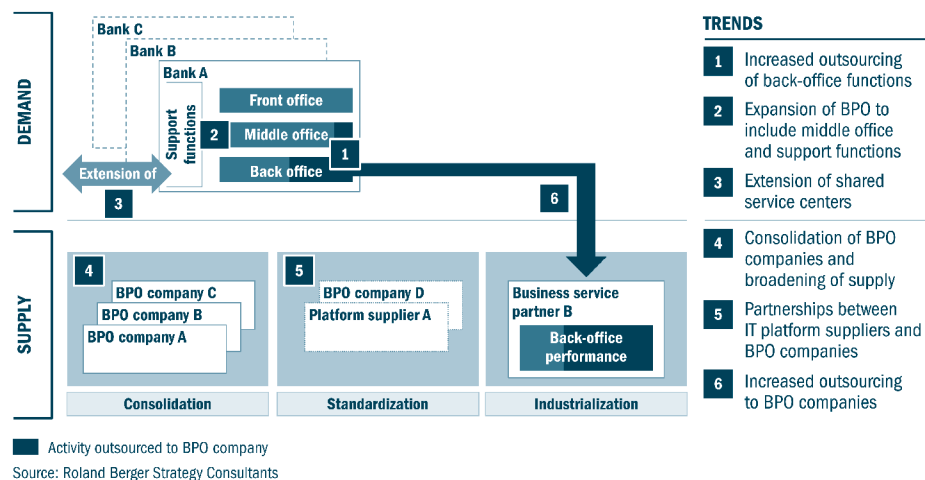 DEMAND
Bank C
Bank B
Bank A
Support
functions
Front office
2
Middle office
1
Back office
Extension of
3
6
SUPPLY
4
BPO company C
BPO company B
BPO company A
Consolidation
5
BPO company D
Platform supplier A
Standardization
Business service
partner B
Back-office
performance
Industrialization
TRENDS
1
Increased outsourcing
of back-office functions
2
Expansion of BPO to
include middle office
and support functions
3
Extension of shared
service centers
4
Consolidation of BPO
companies and
broadening of supply
5
Partnerships between
IT platform suppliers and
BPO companies
6
Increased outsourcing
to BPO companies
Activity outsourced to BPO company
Source: Roland Berger Strategy Consultants